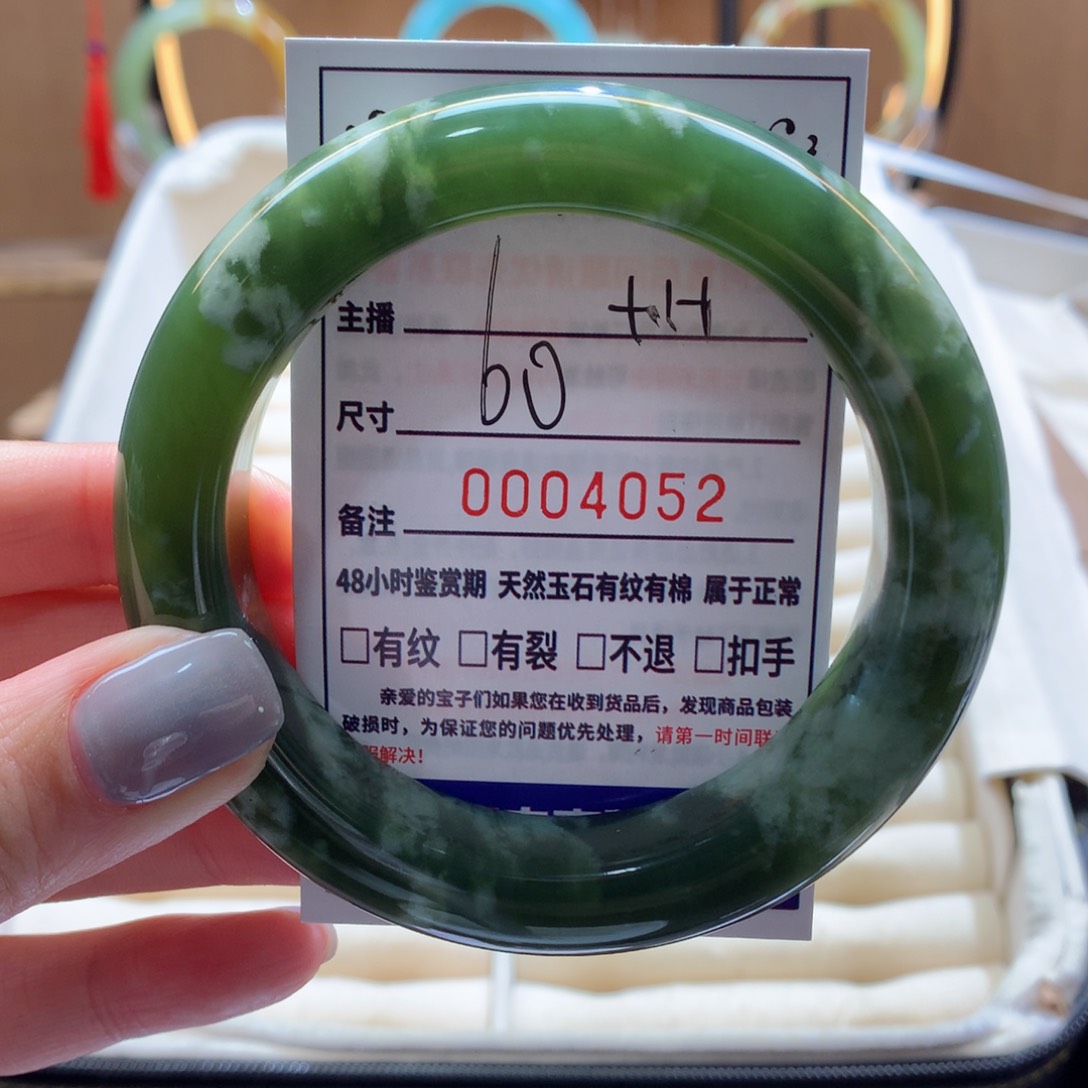 主播
尺寸 60
备注 0004052
48小时鉴赏期 天然玉石有纹有棉 属于正常
□有纹 □有裂 □不退 □扣手
亲爱的宝子们如果您在收到货品后，发现商品包装
破损时，为保证您的问题优先处理，请第一时间联
解决！